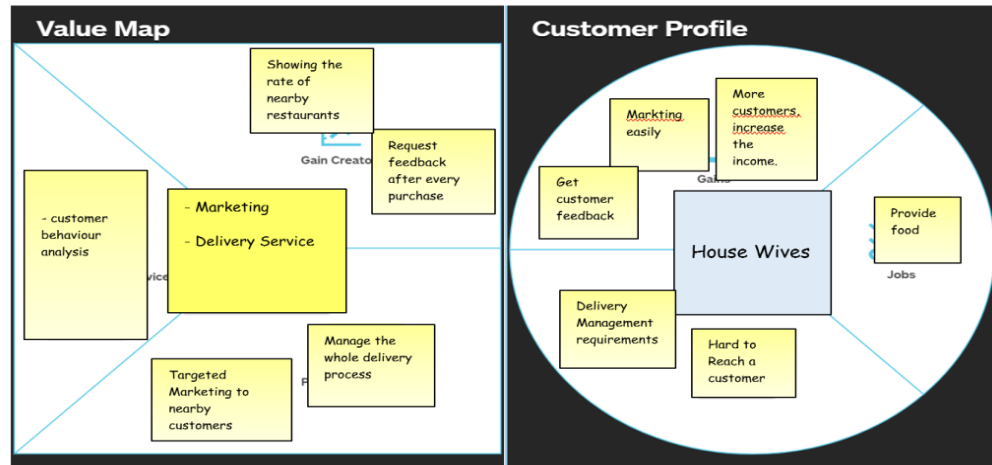 Value Map
Showing the
rate of
nearby
restaurants
Gain Creato
Request
feedback
after every
purchase
- customer
behaviour
analysis
vice
- Marketing
- Delivery Service
Manage the
whole delivery
process
P
Targeted
Marketing to
nearby
customers
Customer Profile
More
customers,
increase
the
income.
Markting
easily
Gains
Get
customer
feedback
House Wives
Provide
food
Jobs
Delivery
Management
requirements
Hard to
Reach a
customer